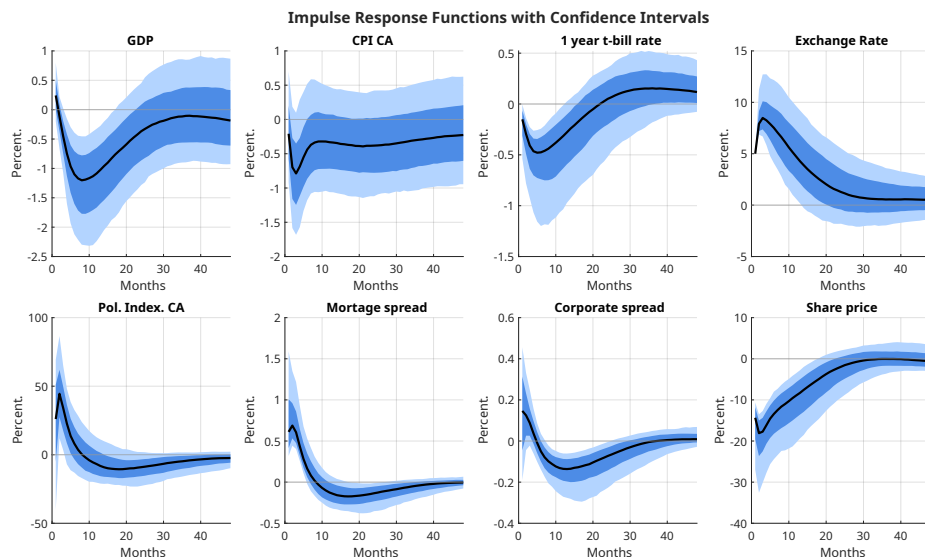 Impulse Response Functions with Confidence Intervals
GDP
Percent.
1
0.5
0
-0.5
-1
-1.5
-2
-2.5
0 10 20 30 40
Months
CPI CA
Percent.
1
0.5
0
-0.5
-1
-1.5
-2
0 10 20 30 40
Months
1 year t-bill rate
Percent.
0.5
0
-0.5
-1
-1.5
0 10 20 30 40
Months
Exchange Rate
Percent.
15
10
5
0
-5
0 10 20 30 40
Months
Pol. Index. CA
Percent.
100
50
0
-50
0 10 20 30 40
Months
Mortage spread
Percent.
2
1.5
1
0.5
0
-0.5
0 10 20 30 40
Months
Corporate spread
Percent.
0.6
0.4
0.2
0
-0.2
-0.4
0 10 20 30 40
Months
Share price
Percent.
10
0
-10
-20
-30
-40
0 10 20 30 40
Months